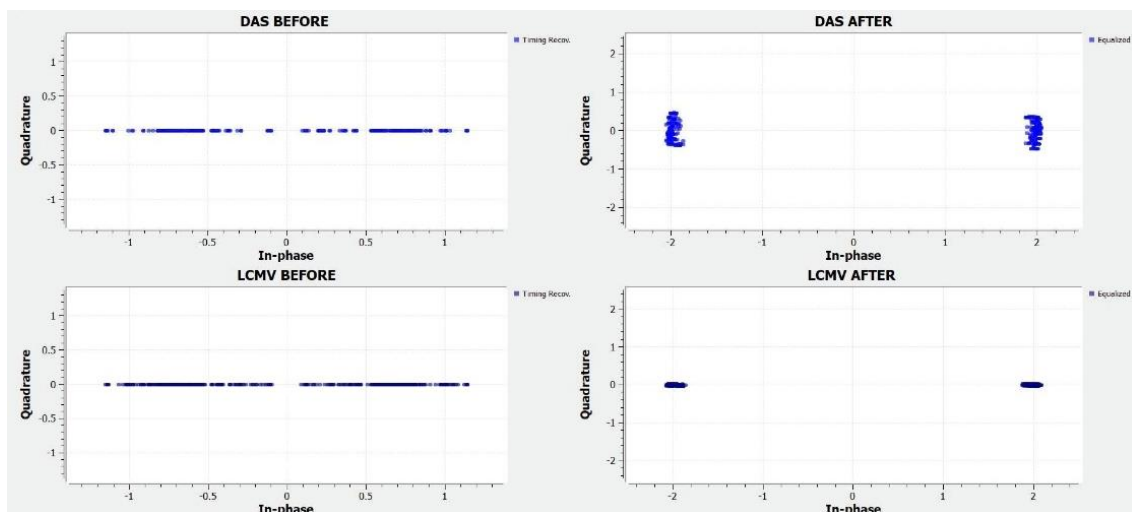 DAS BEFORE
Timing Recov.
Quadrature
1
0.5
0
-0.5
-1
-1
-0.5
0
0.5
1
In-phase
DAS AFTER
Equalized
Quadrature
2
1
0
-1
-2
-2
-1
0
1
2
In-phase
LCMV BEFORE
Timing Recov.
Quadrature
1
0.5
0
-0.5
-1
-1
-0.5
0
0.5
1
In-phase
LCMV AFTER
Equalized
Quadrature
2
1
0
-1
-2
-2
-1
0
1
2
In-phase